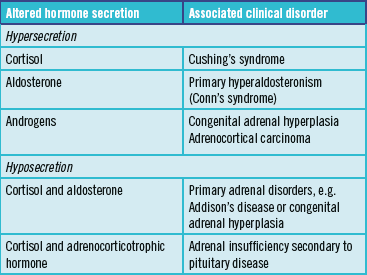 Altered hormone secretion Associated clinical disorder
Hypersecretion
Cortisol Cushing's syndrome
Aldosterone Primary hyperaldosteronism
(Conn's syndrome)
Androgens Congenital adrenal hyperplasia
Adrenocortical carcinoma
Hyposecretion
Cortisol and aldosterone Primary adrenal disorders, e.g.
Addison's disease or congenital
adrenal hyperplasia
Cortisol and adrenocorticotrophic Adrenal insufficiency secondary to
hormone pituitary disease